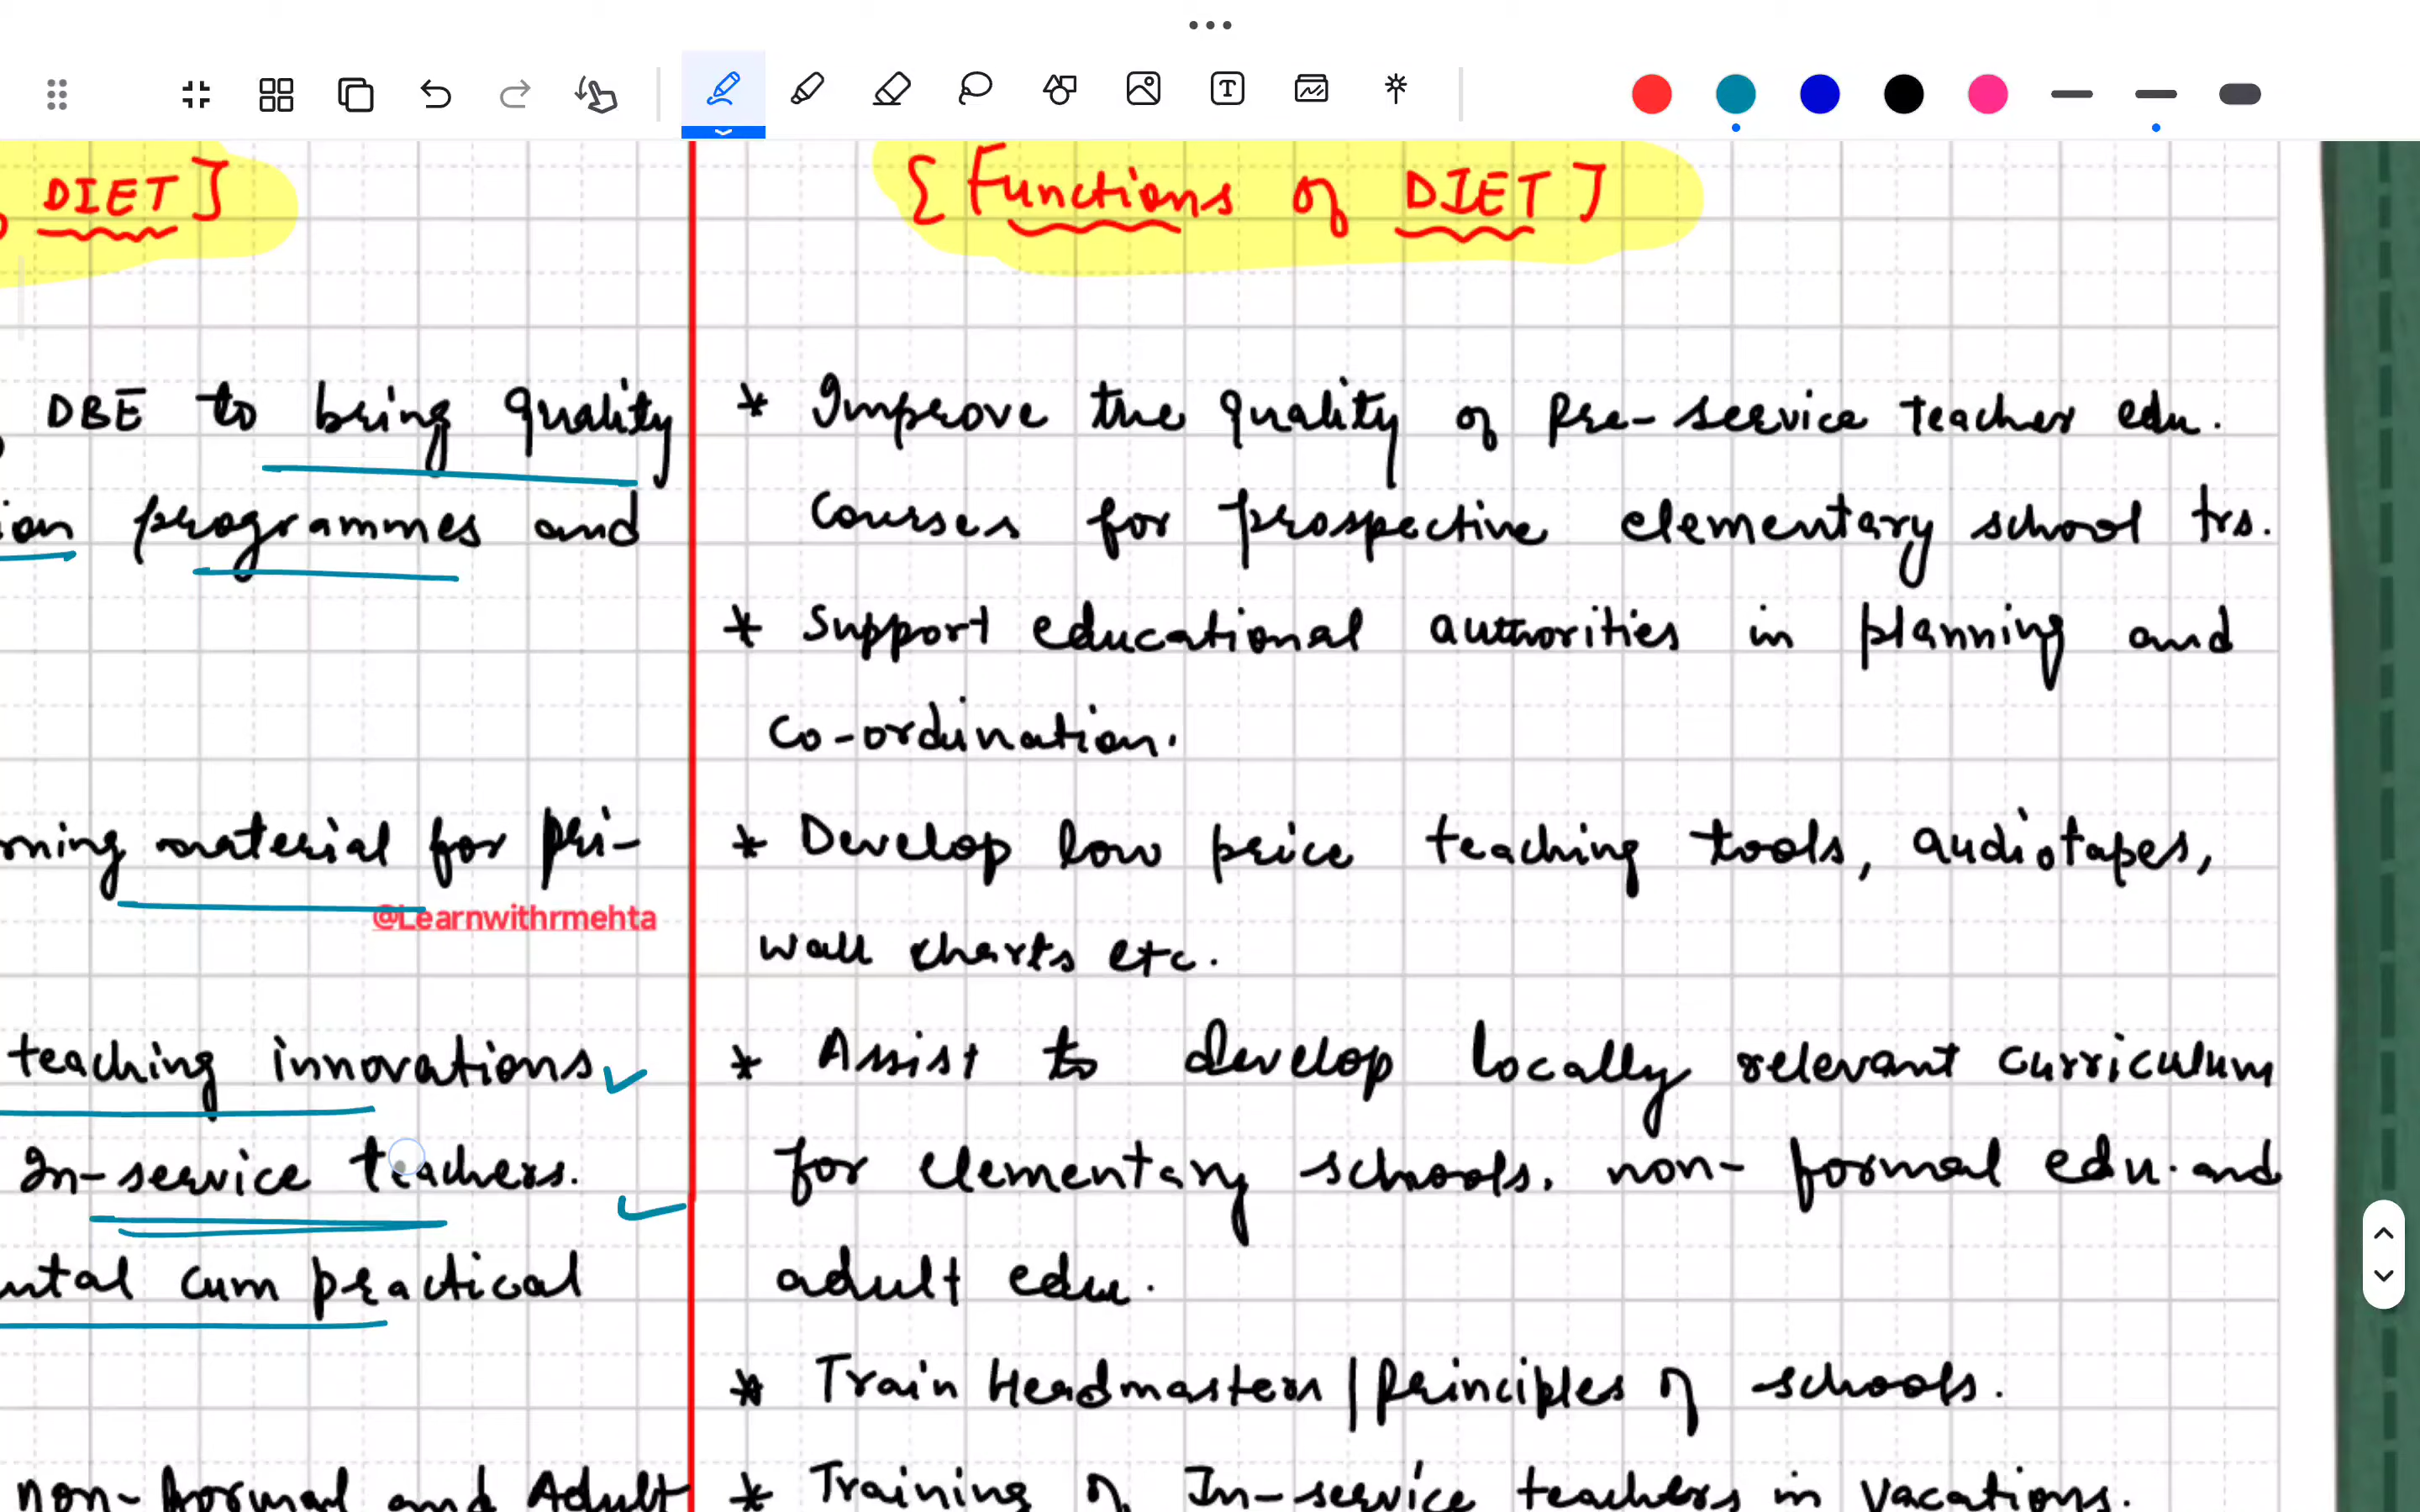 DIET]
DBE to bring quality
ion programmes and
rning material for pri-
@Learnwithrmehta
teaching innovations
In-service teachers.
ntal cum practical
non-formal and Adult
[Functions of DIET]
* Improve the quality of pre-service teacher edu.
courses for prospective elementary school trs.
* Support educational authorities in planning and
co-ordination.
* Develop low price teaching tools, audiotapes,
wall charts etc.
* Assist to develop locally relevant curriculum
for elementary schools. non-formal edu. and
adult edu.
* Train Headmasters | Principles of schools.
* Training of In-service teachers in vacations.